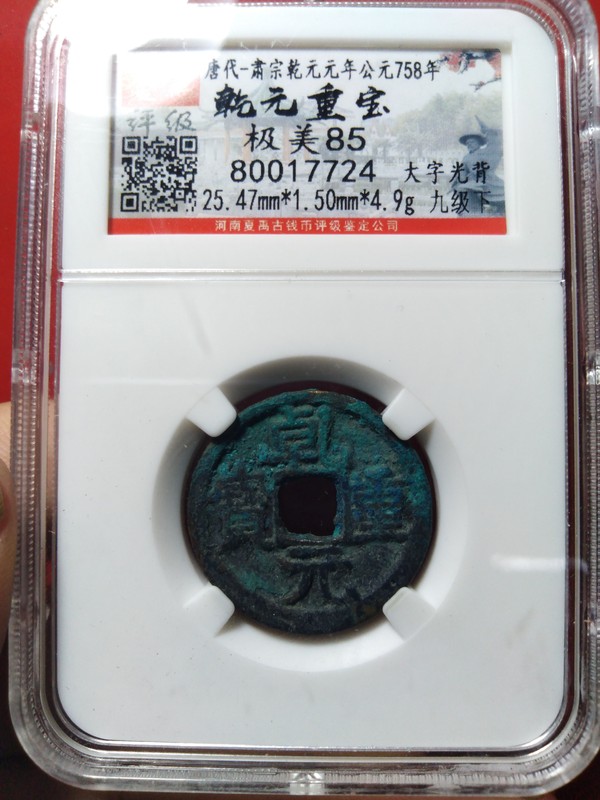 唐代-肃宗乾元元年公元758年
乾元重宝
评级
极美85
80017724 大字光背
25.47mm*1.50mm*4.9g 九级下
河南夏禹古钱币评级鉴定公司
乾元重寶